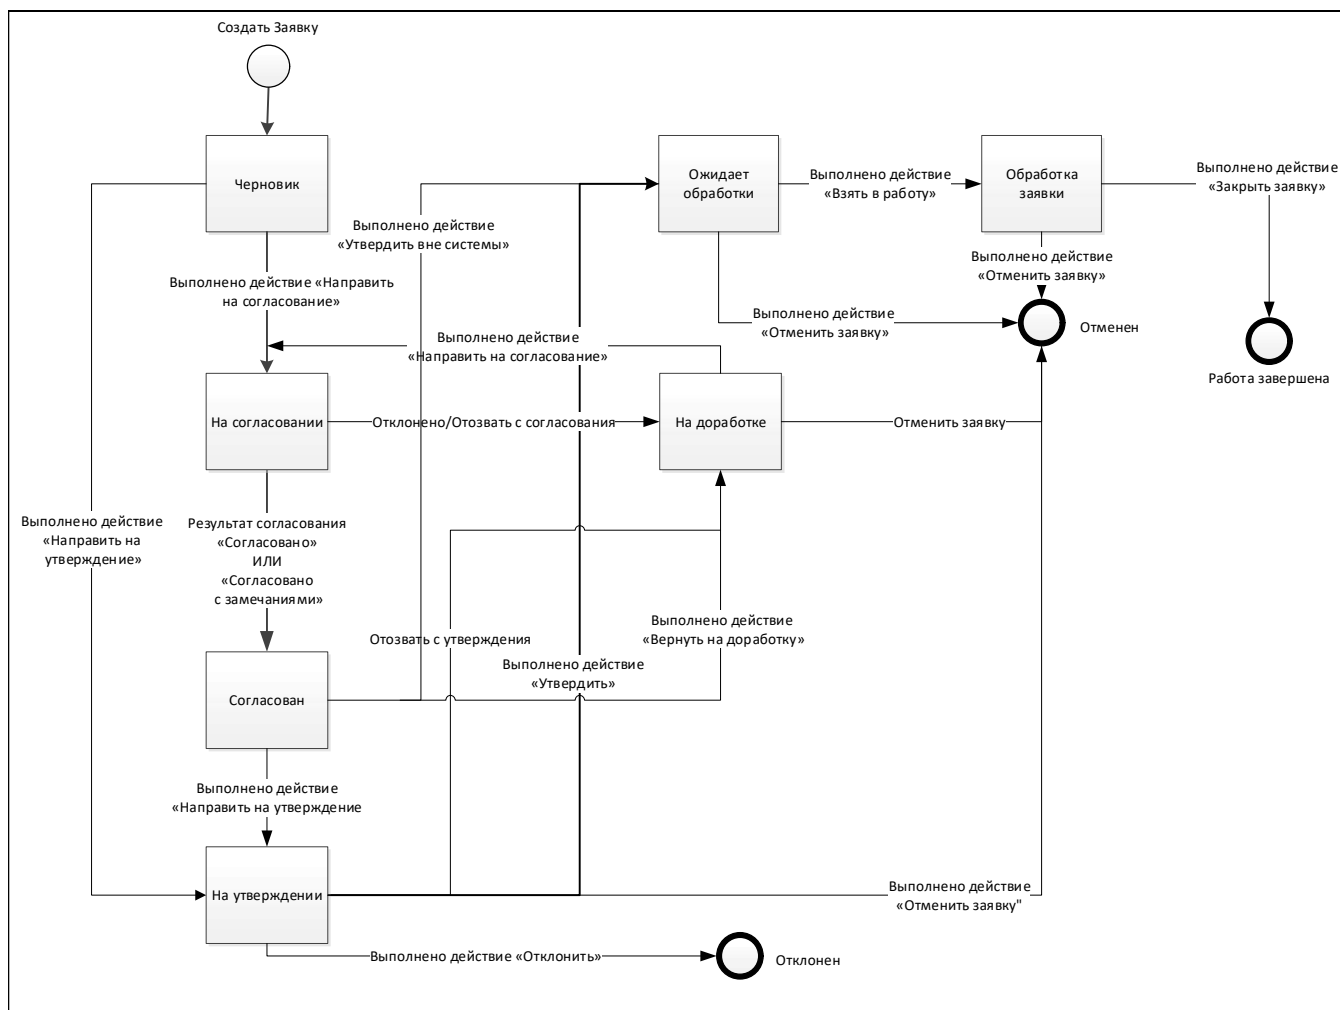 Создать Заявку
Черновик
Ожидает
обработки
Выполнено действие
«Взять в работу»
Обработка
заявки
Выполнено действие
«Закрыть заявку»
Выполнено действие
«Утвердить вне системы»
Выполнено действие
«Отменить заявку»
Выполнено действие «Направить
на согласование»
Выполнено действие
«Отменить заявку»
Отменен
Выполнено действие
«Направить на согласование»
Работа завершена
На согласовании
Отклонено/Отозвать с согласования
На доработке
Отменить заявку
Выполнено действие
«Направить на
утверждение»
Результат согласования
«Согласовано»
ИЛИ
«Согласовано
с замечаниями»
Отозвать с утверждения
Выполнено действие
«Вернуть на доработку»
Выполнено действие
«Утвердить»
Согласован
Выполнено действие
«Направить на утверждение
На утверждении
Выполнено действие
«Отменить заявку"
Выполнено действие «Отклонить»
Отклонен